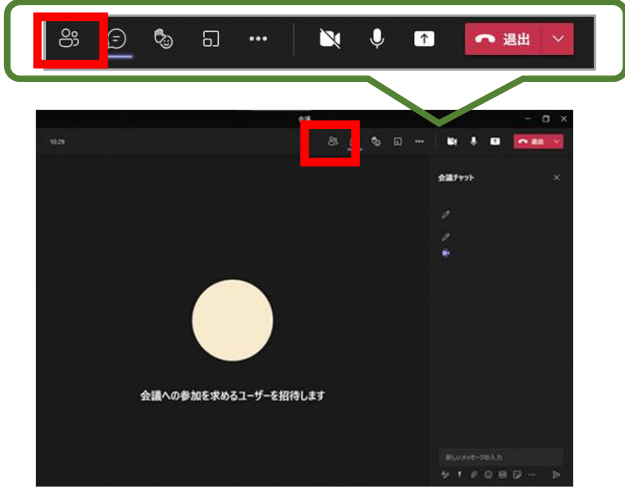 退出
会議
10:29
退出
会議チャット
会議への参加を求めるユーザーを招待します
新しいメッセージの入力